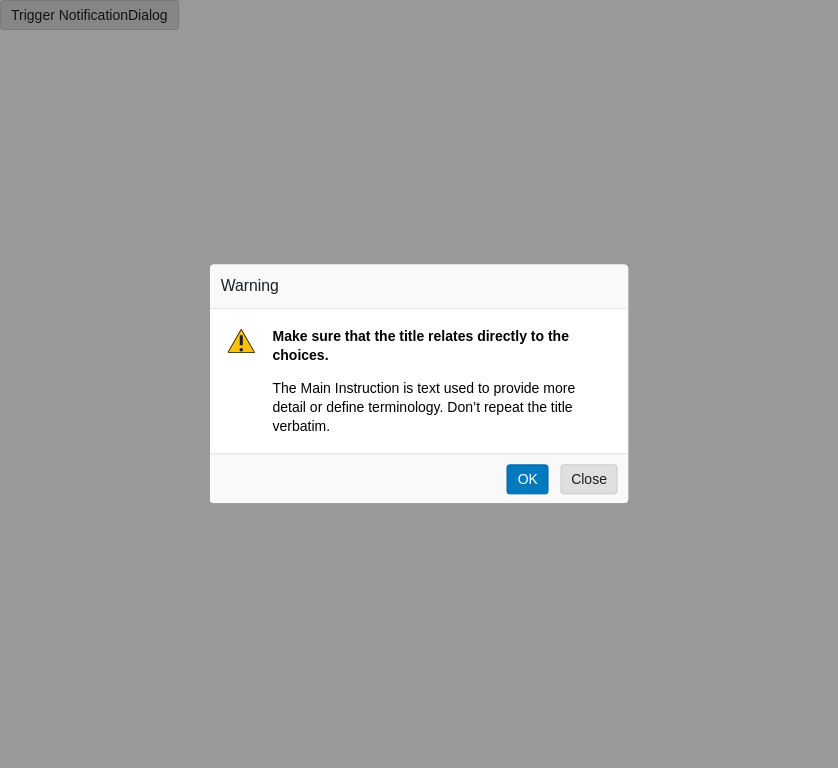 Trigger NotificationDialog
Warning
Make sure that the title relates directly to the
choices.
The Main Instruction is text used to provide more
detail or define terminology. Don’t repeat the title
verbatim.
OK
Close